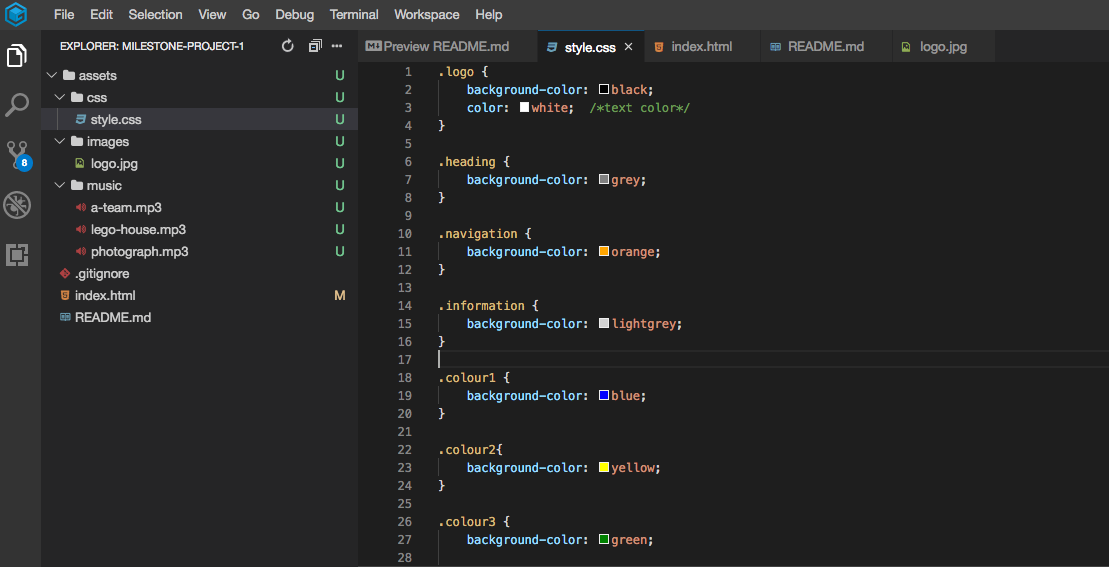 File Edit Selection View Go Debug Terminal Workspace Help
EXPLORER: MILESTONE-PROJECT-1
assets U
css U
style.css U
images U
logo.jpg U
music U
a-team.mp3 U
lego-house.mp3 U
photograph.mp3 U
.gitignore
index.html M
README.md
8
Preview README.md style.css × index.html README.md logo.jpg
1 .logo {
2 background-color: black;
3 color: white; /*text color*/
4 }
5
6 .heading {
7 background-color: grey;
8 }
9
10 .navigation {
11 background-color: orange;
12 }
13
14 .information {
15 background-color: lightgrey;
16 }
17
18 .colour1 {
19 background-color: blue;
20 }
21
22 .colour2{
23 background-color: yellow;
24 }
25
26 .colour3 {
27 background-color: green;
28